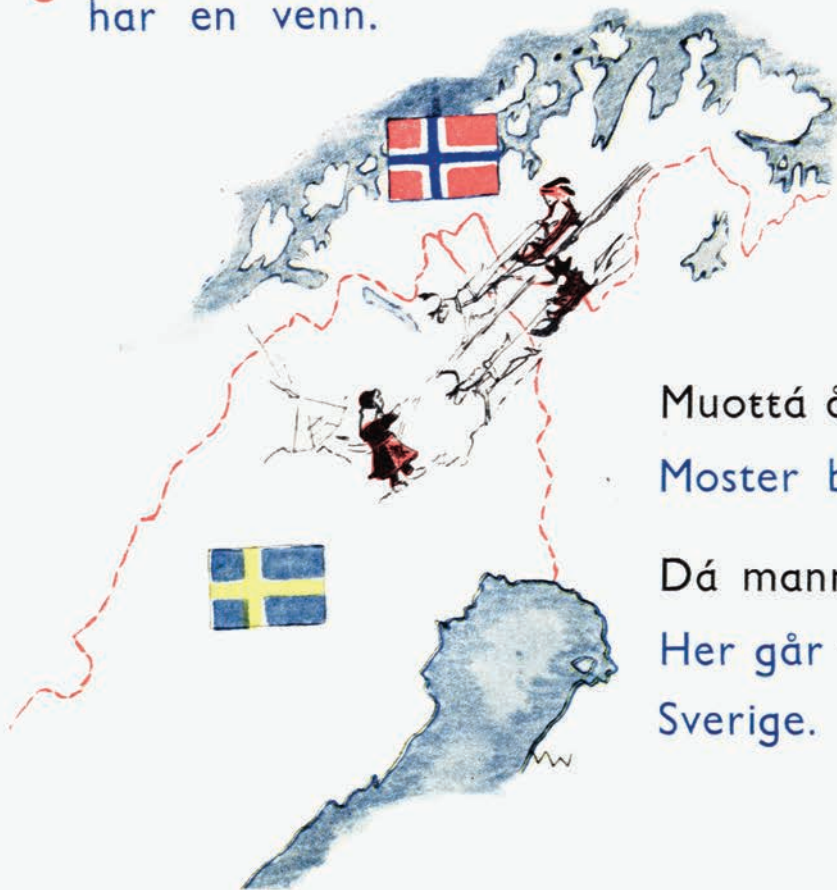 har en venn.
Muottá
Moster
Dá
Her går
Sverige.